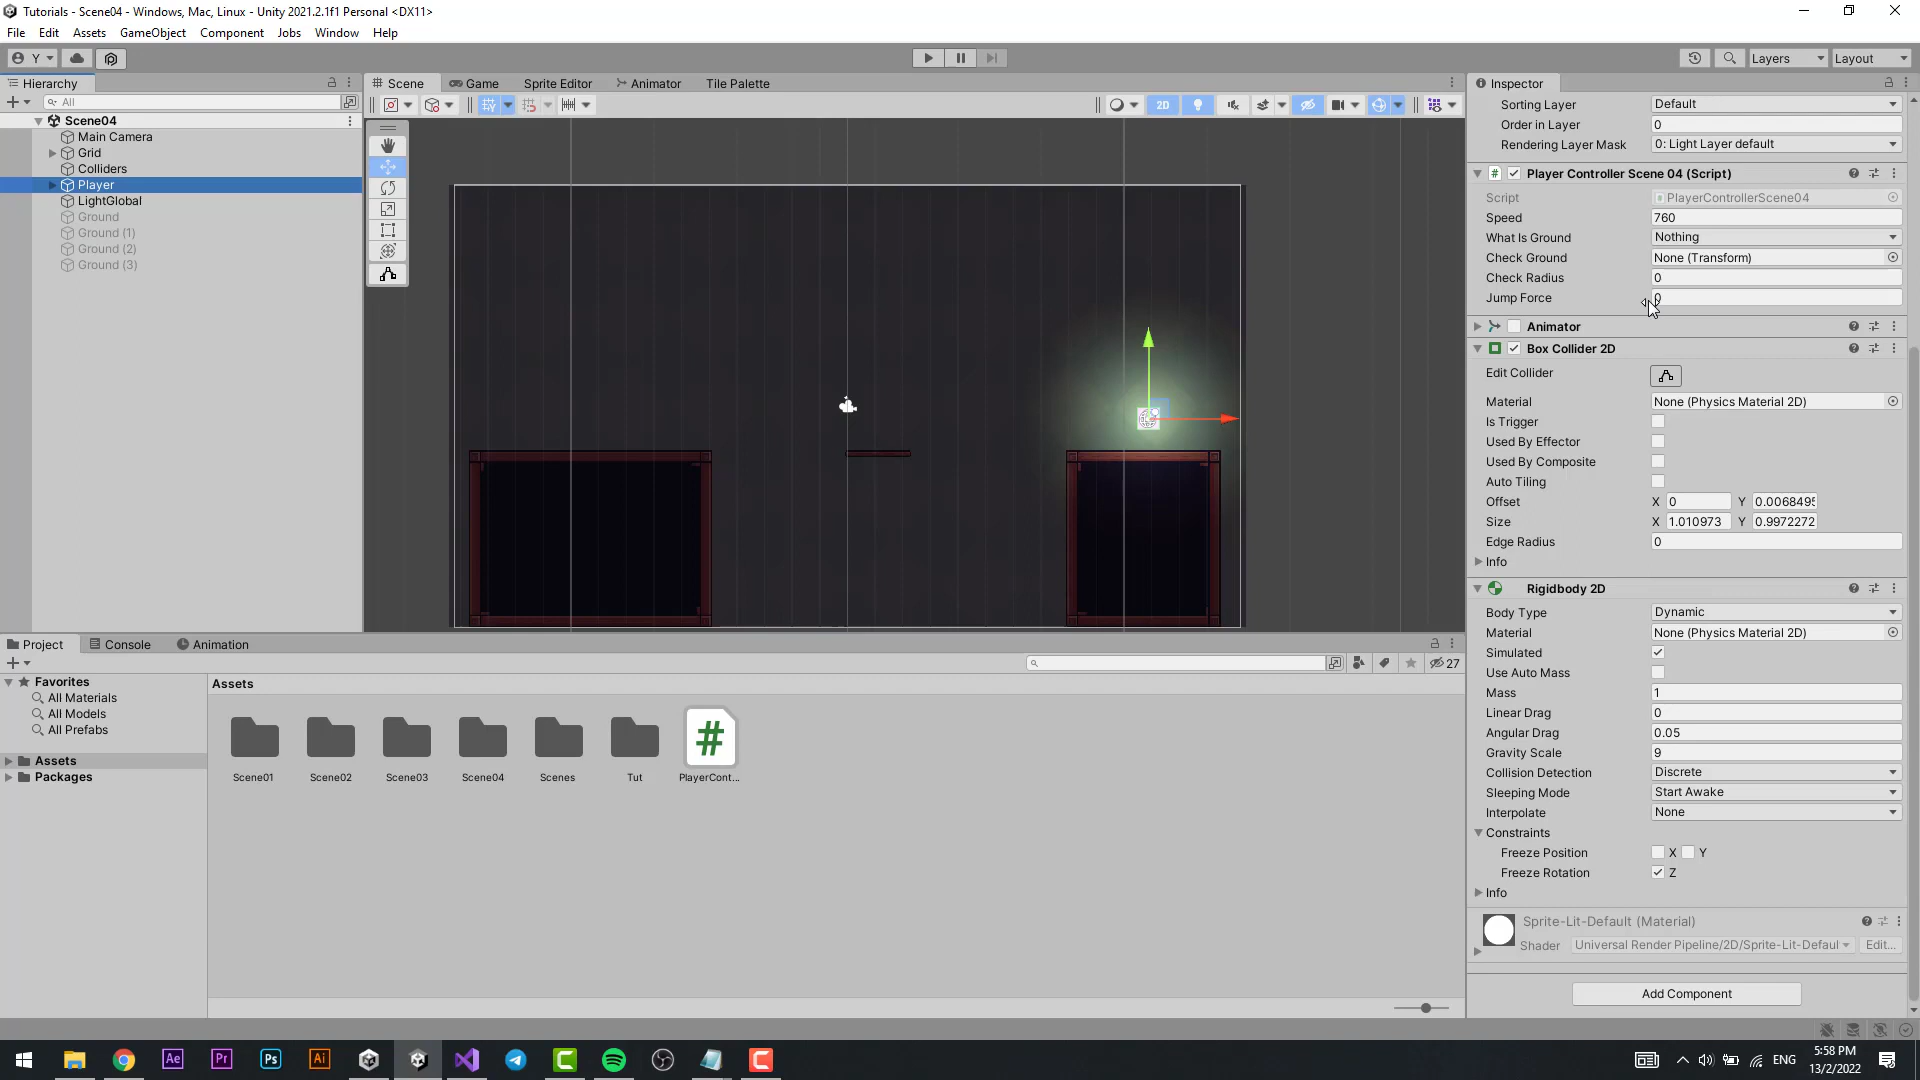 Tutorials - Scene04 - Windows, Mac, Linux - Unity 2021.2.1f1 Personal <DX11>
File Edit Assets GameObject Component Jobs Window Help
Y Layers Layout
Hierarchy
All
Scene04
Main Camera
Grid
Colliders
Player
LightGlobal
Ground
Ground (1)
Ground (2)
Ground (3)
Scene Game Sprite Editor Animator Tile Palette
2D
Inspector
Sorting Layer Default
Order in Layer 0
Rendering Layer Mask 0: Light Layer default
# Player Controller Scene 04 (Script)
Script PlayerControllerScene04
Speed 760
What Is Ground Nothing
Check Ground None (Transform)
Check Radius 0
Jump Force 0
Animator
Box Collider 2D
Edit Collider
Material None (Physics Material 2D)
Is Trigger
Used By Effector
Used By Composite
Auto Tiling
Offset X 0 Y 0.006849
Size X 1.010973 Y 0.9972272
Edge Radius 0
Info
Rigidbody 2D
Body Type Dynamic
Material None (Physics Material 2D)
Simulated
Use Auto Mass
Mass 1
Linear Drag 0
Angular Drag 0.05
Gravity Scale 9
Collision Detection Discrete
Sleeping Mode Start Awake
Interpolate None
Constraints
Freeze Position X Y
Freeze Rotation Z
Info
Sprite-Lit-Default (Material)
Shader Universal Render Pipeline/2D/Sprite-Lit-Defaul Edit...
Add Component
Project Console Animation
27
Favorites
All Materials
All Models
All Prefabs
Assets
Packages
Assets
#
Scene01 Scene02 Scene03 Scene04 Scenes Tut PlayerCont...
Ae Pr Ps Ai
ENG
5:58 PM
13/2/2022